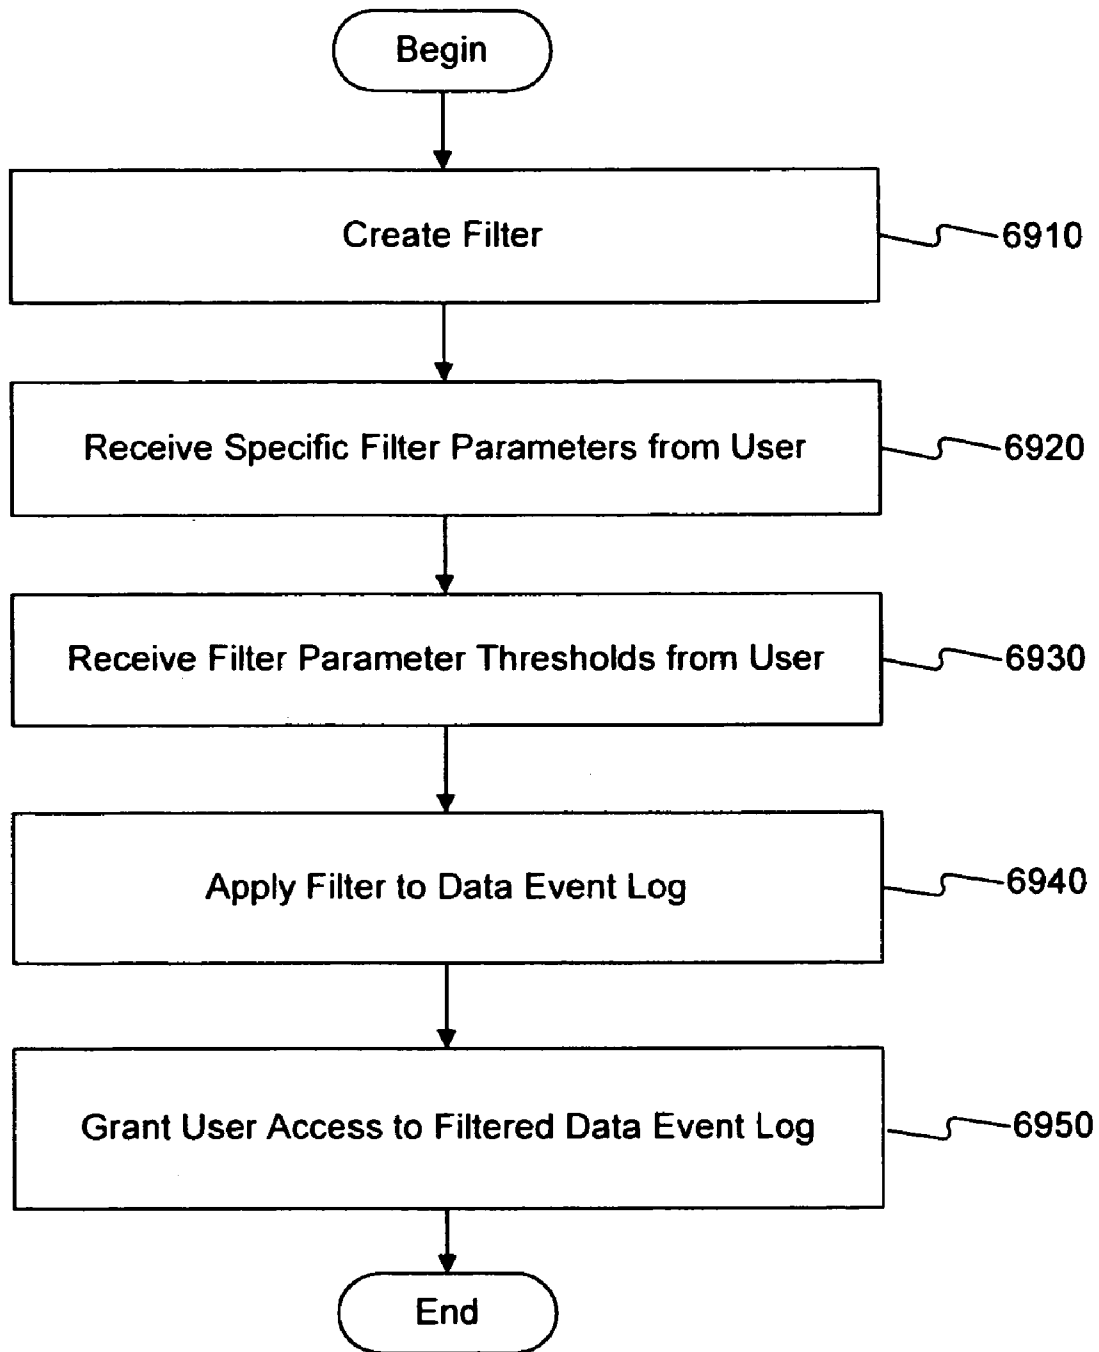 Begin
Create Filter
6910
Receive Specific Filter Parameters from User
6920
Receive Filter Parameter Thresholds from User
6930
Apply Filter to Data Event Log
6940
Grant User Access to Filtered Data Event Log
6950
End